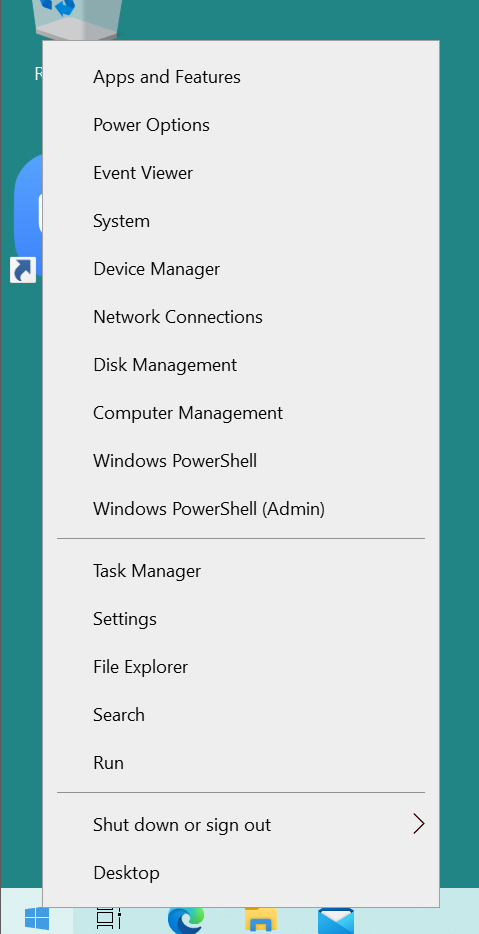 Apps and Features
Power Options
Event Viewer
System
Device Manager
Network Connections
Disk Management
Computer Management
Windows PowerShell
Windows PowerShell (Admin)
Task Manager
Settings
File Explorer
Search
Run
Shut down or sign out
Desktop